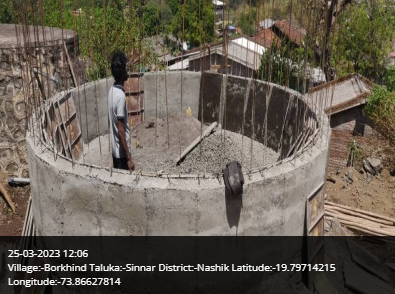 25-03-2023 12:06
Village:-Borkhind Taluka:-Sinnar District:-Nashik Latitude:-19.79714215
Longitude:-73.86627814